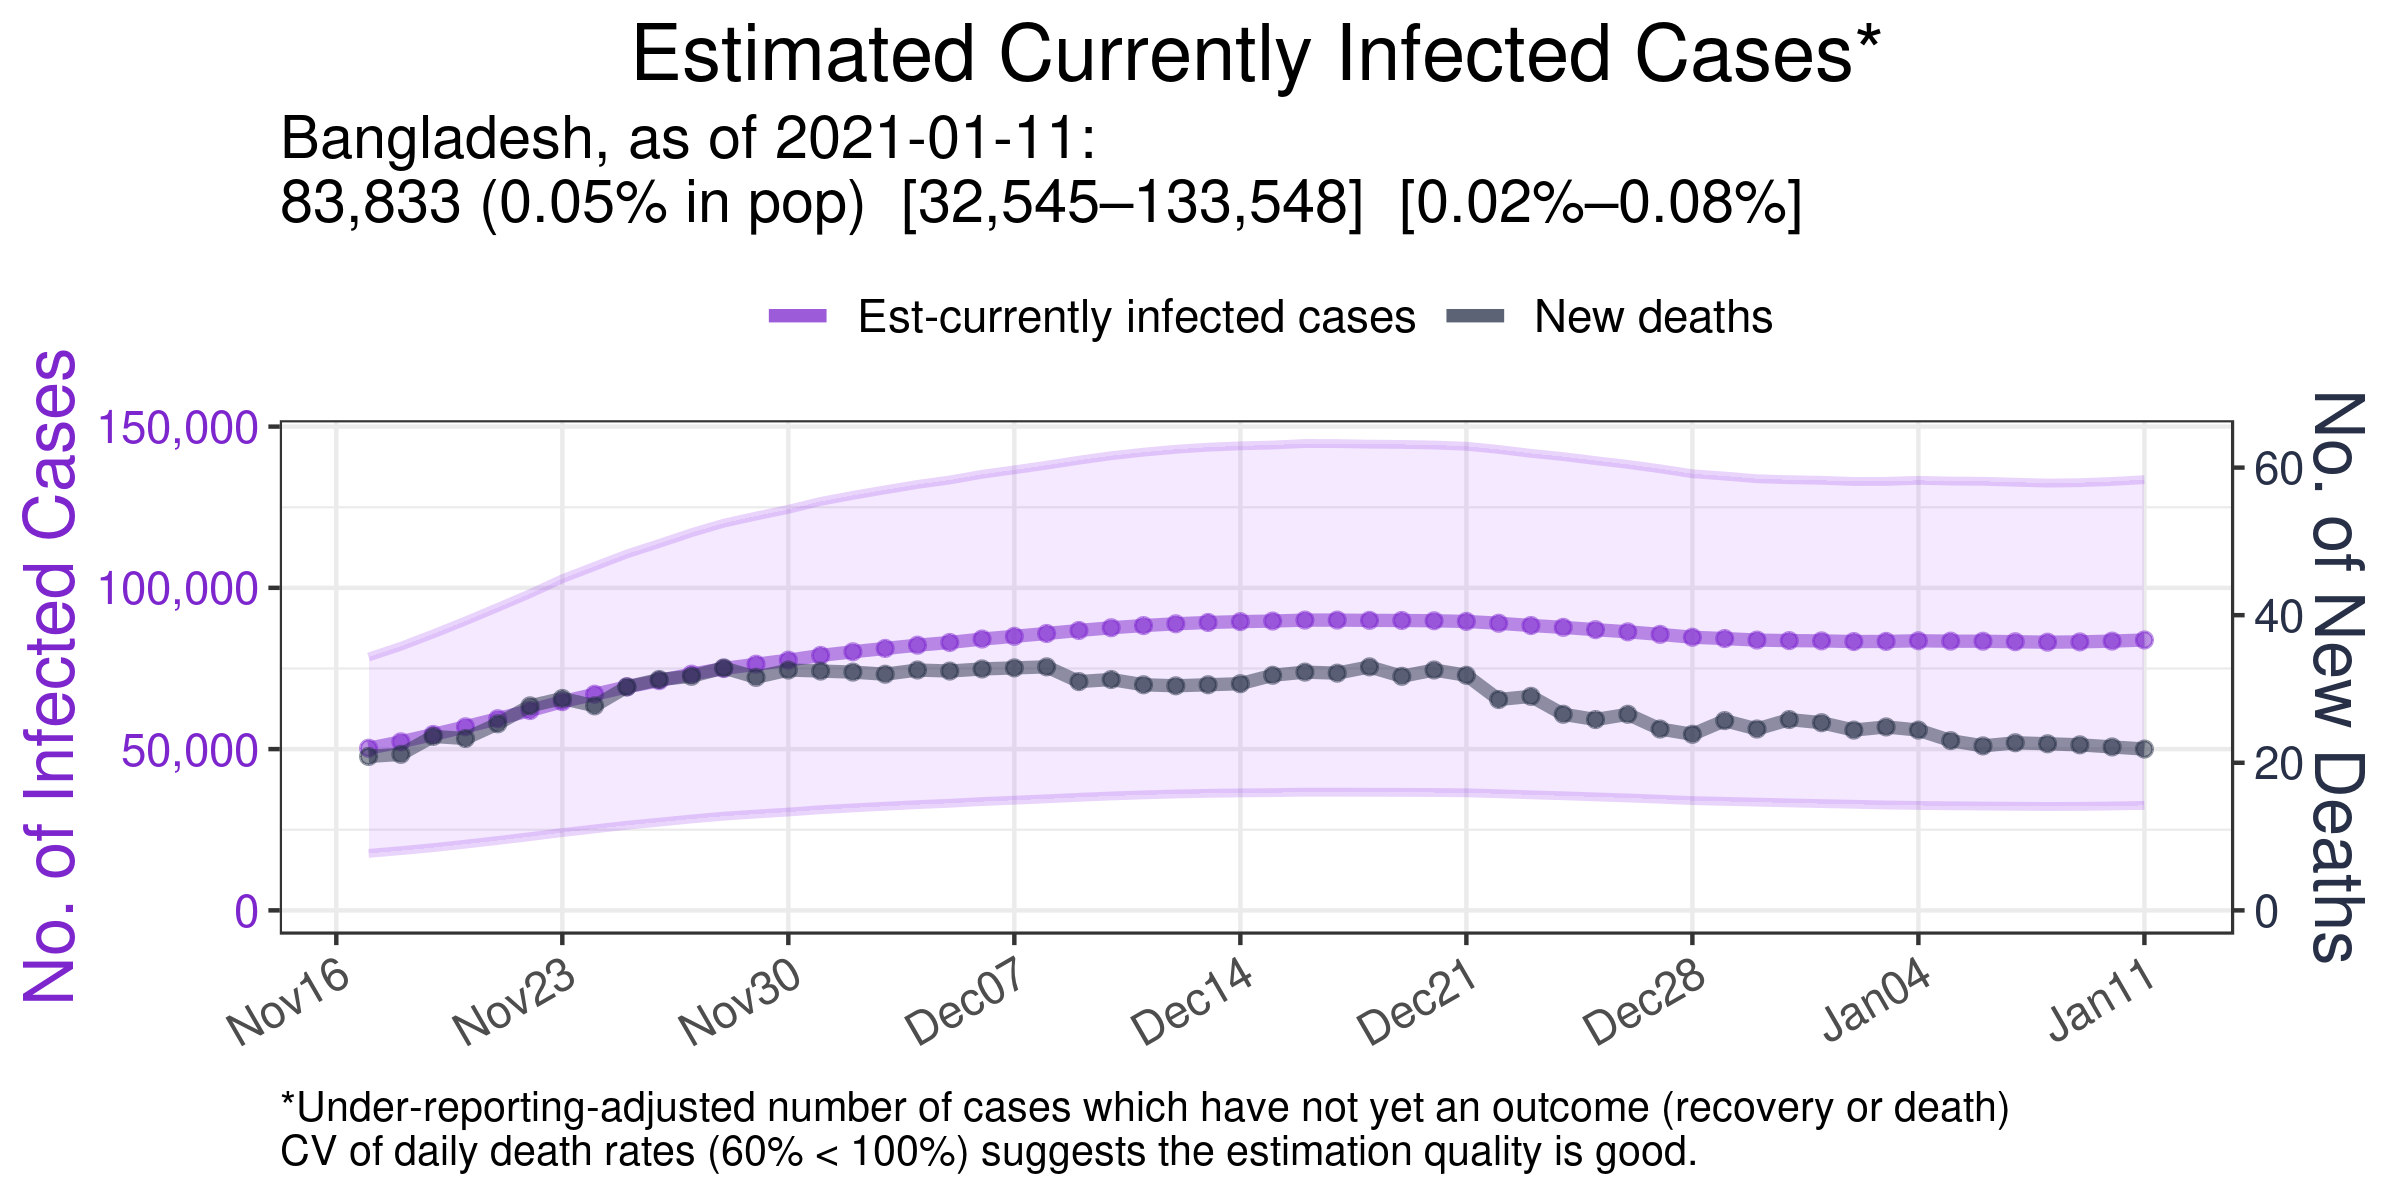 Estimated Currently Infected Cases*
Bangladesh, as of 2021-01-11:
83,833 (0.05% in pop)  [32,545–133,548]  [0.02%–0.08%]
Est-currently infected cases
New deaths
No. of Infected Cases
150,000
100,000
50,000
0
60
40
20
0
No. of New Deaths
Nov16
Nov23
Nov30
Dec07
Dec14
Dec21
Dec28
Jan04
Jan11
*Under-reporting-adjusted number of cases which have not yet an outcome (recovery or death)
CV of daily death rates (60% < 100%) suggests the estimation quality is good.